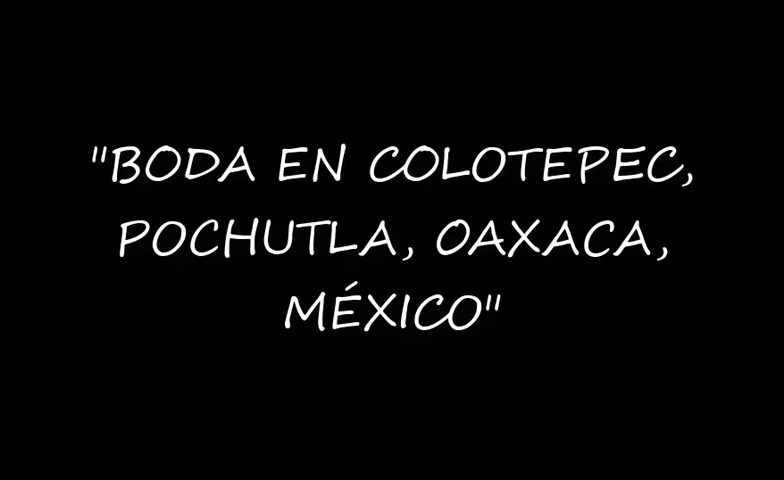 "BODA EN COLOTEPEC,
POCHUTLA, OAXACA,
MÉXICO"